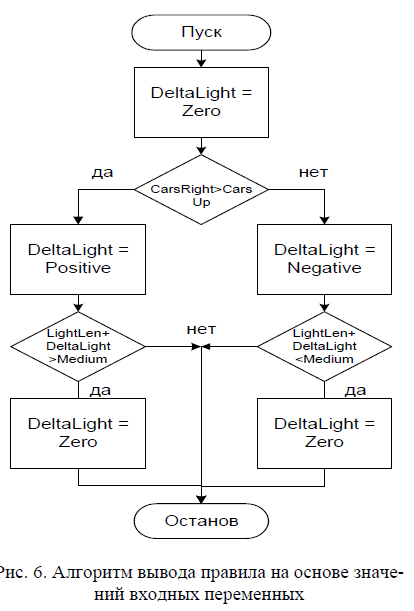 Пуск
DeltaLight =
Zero
да
нет
CarsRight>Cars
Up
DeltaLight =
Positive
DeltaLight =
Negative
LightLen+
DeltaLight
>Medium
нет
LightLen+
DeltaLight
<Medium
да
да
DeltaLight =
Zero
DeltaLight =
Zero
Останов
Рис. 6. Алгоритм вывода правила на основе значе-
ний входных переменных